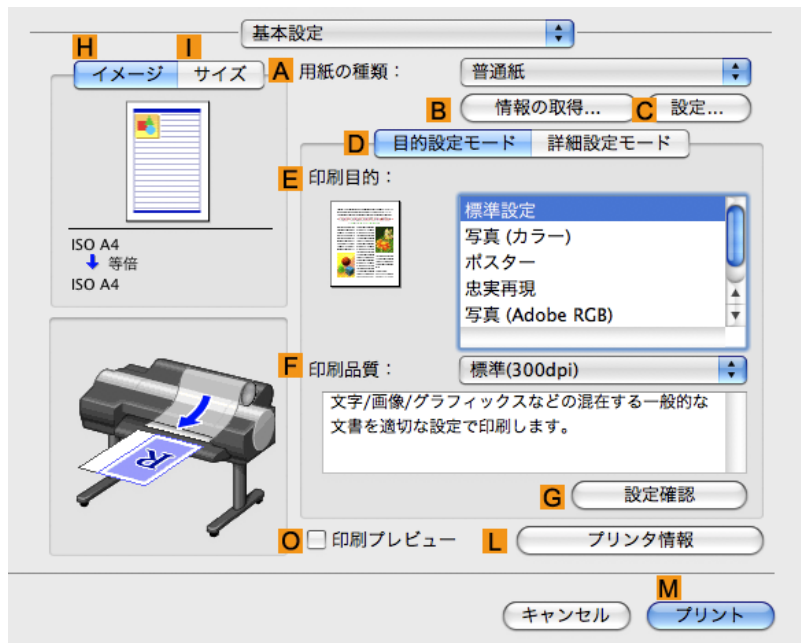 基本設定
H
I
イメージ
サイズ
A
用紙の種類：
普通紙
B
情報の取得...
C
設定...
D
目的設定モード
詳細設定モード
E
印刷目的：
標準設定
写真 (カラー)
ポスター
忠実再現
写真 (Adobe RGB)
ISO A4
等倍
ISO A4
F
印刷品質：
標準(300dpi)
文字/画像/グラフィックスなどの混在する一般的な
文書を適切な設定で印刷します。
R
G
設定確認
O
印刷プレビュー
L
プリンタ情報
M
キャンセル
プリント